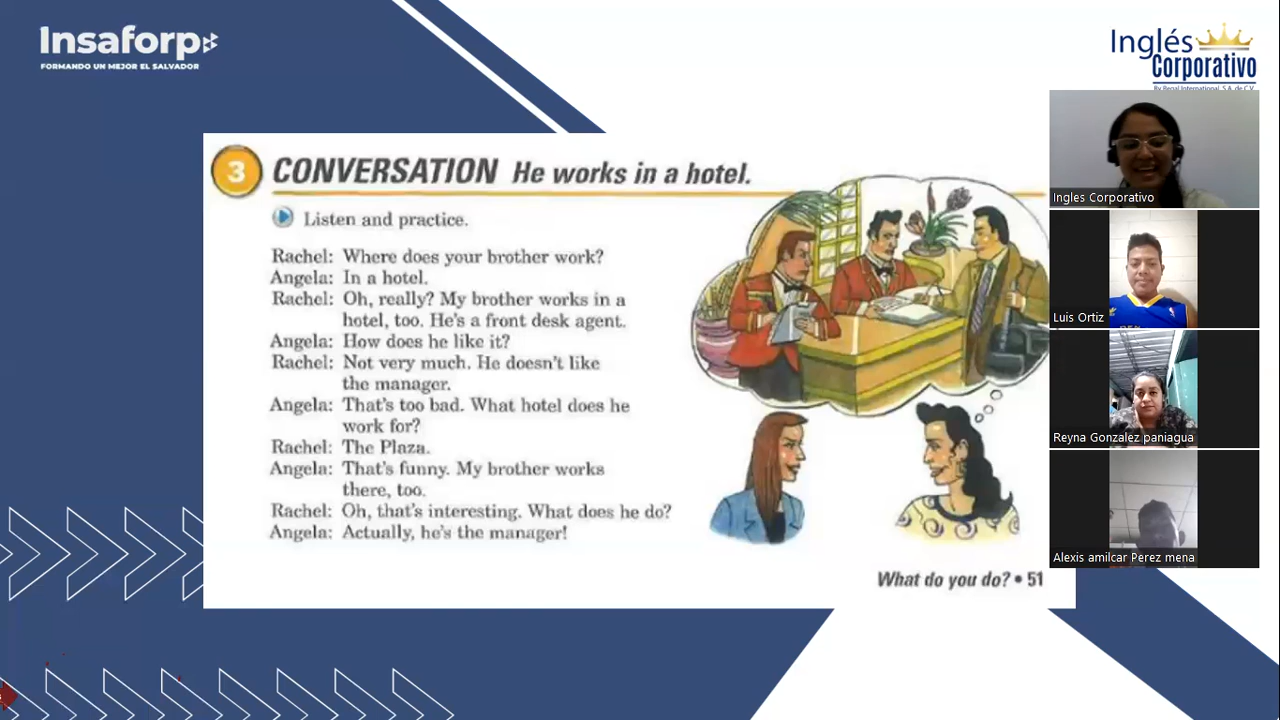 Insaforp
FORMANDO UN MEJOR EL SALVADOR
Inglés
Corporativo
3 CONVERSATION He works in a hotel.
Listen and practice.
Rachel: Where does your brother work?
Angela: In a hotel.
Rachel: Oh, really? My brother works in a
hotel, too. He's a front desk agent.
Angela: How does he like it?
Rachel: Not very much. He doesn't like
the manager.
Angela: That's too bad. What hotel does he
work for?
Rachel: The Plaza.
Angela: That's funny. My brother works
there, too.
Rachel: Oh, that's interesting. What does he do?
Angela: Actually, he's the manager!
What do you do? • 51
Ingles Corporativo
Luis Ortiz
Reyna Gonzalez paniagua
Alexis amilcar Perez mena